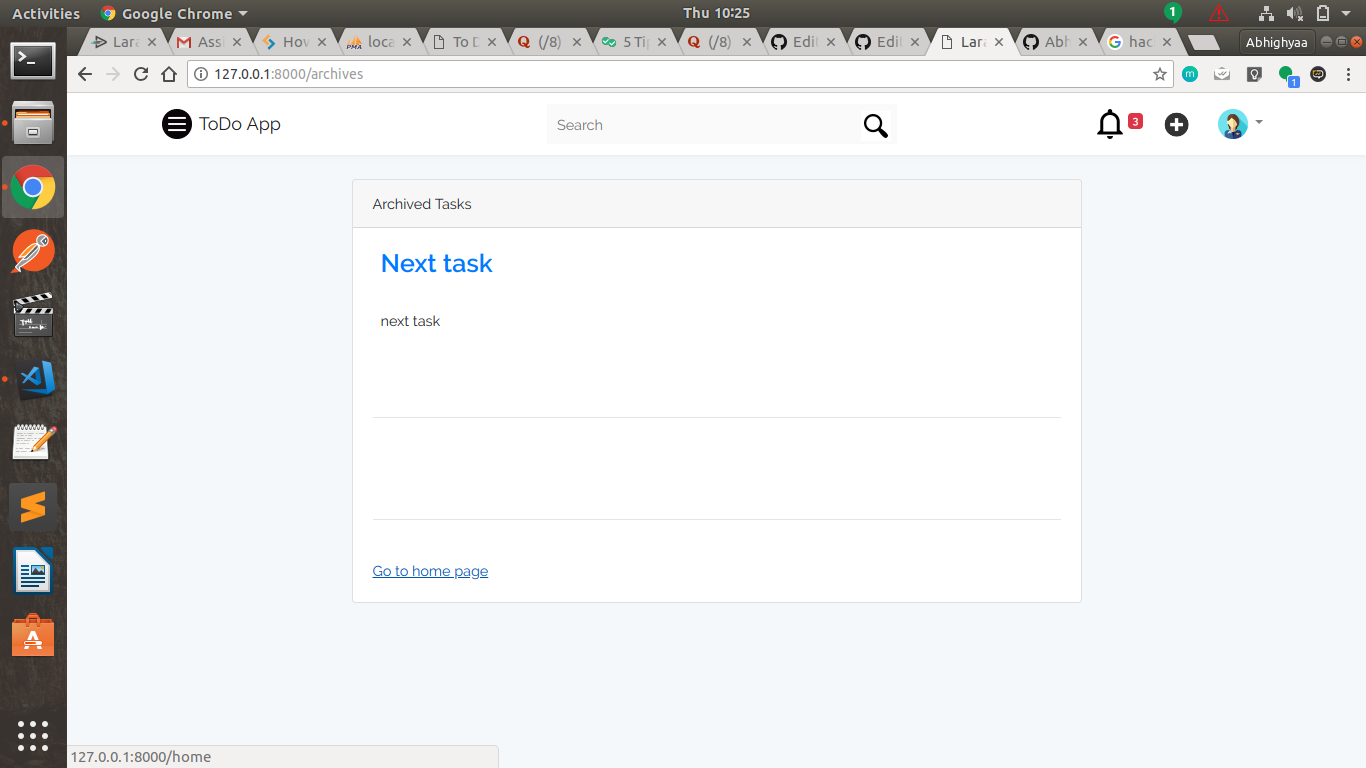 Activities Google Chrome Thu 10:25 1
Lara Assi How loca To D (/8) 5 Tip (/8) Edit Edit Lara Abh hac Abhighyaa
PMA
127.0.0.1:8000/archives m 1
ToDo App Search 3
Archived Tasks
Next task
next task
Go to home page
127.0.0.1:8000/home